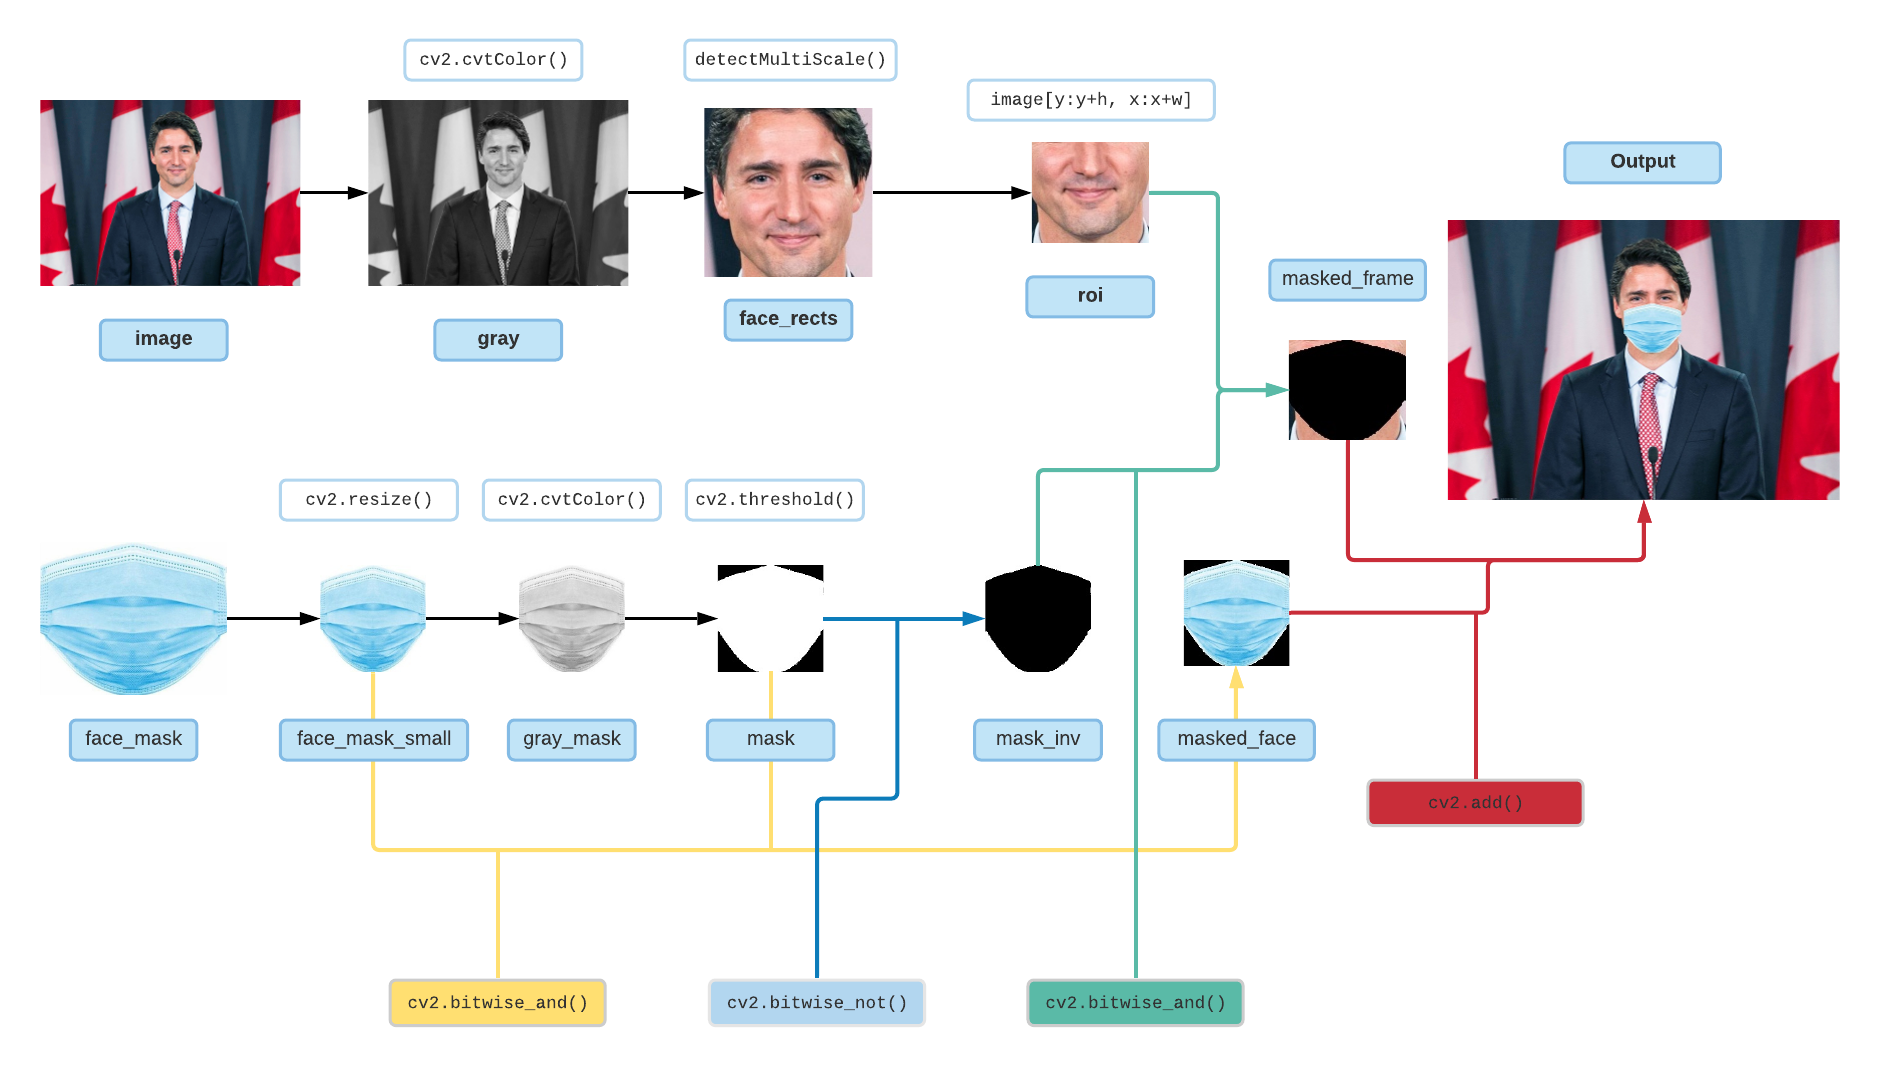 cv2.cvtColor()
detectMultiScale()
image[y:y+h, x:x+w]
Output
image
gray
face_rects
roi
masked_frame
cv2.resize()
cv2.cvtColor()
cv2.threshold()
face_mask
face_mask_small
gray_mask
mask
mask_inv
masked_face
cv2.add()
cv2.bitwise_and()
cv2.bitwise_not()
cv2.bitwise_and()